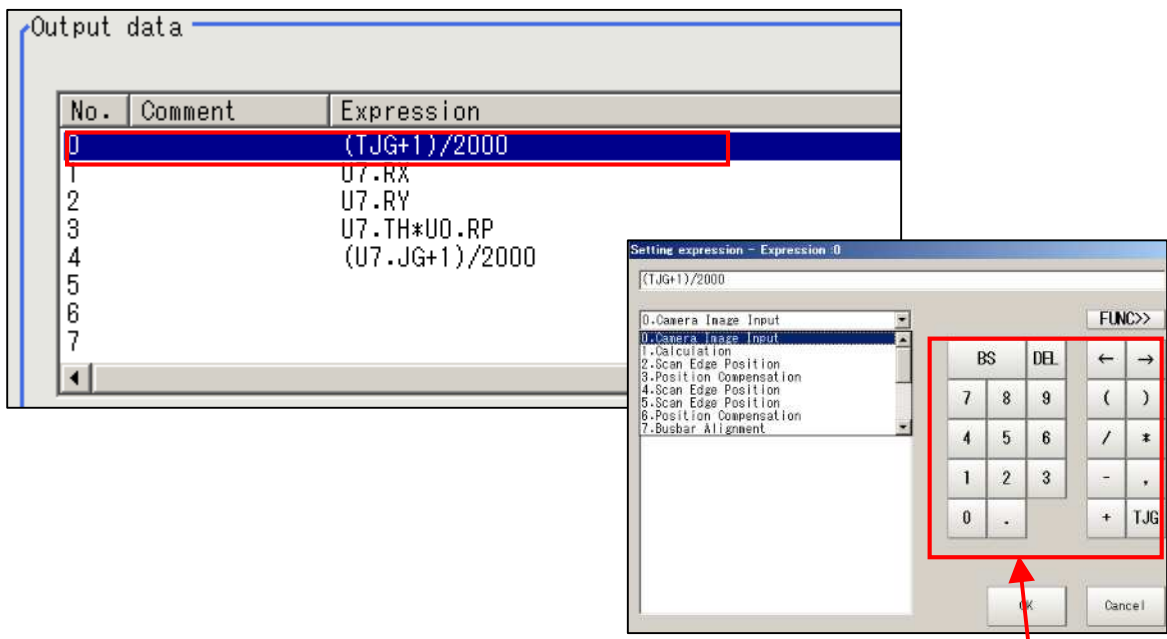 Output data
No. Comment Expression
0 (TJG+1)/2000
1 U7.RX
2 U7.RY
3 U7.TH*U0.RP
4 (U7.JG+1)/2000
5
6
7
Setting expression - Expression :0
(TJG+1)/2000
0.Camera Image Input
FUNC>>
0.Camera Image Input
1.Calculation
2.Scan Edge Position
3.Position Compensation
4.Scan Edge Position
5.Scan Edge Position
6.Position Compensation
7.Busbar Alignment
BS DEL ← →
7 8 9 ( )
4 5 6 / *
1 2 3 - ,
0 . + TJG
OK Cancel